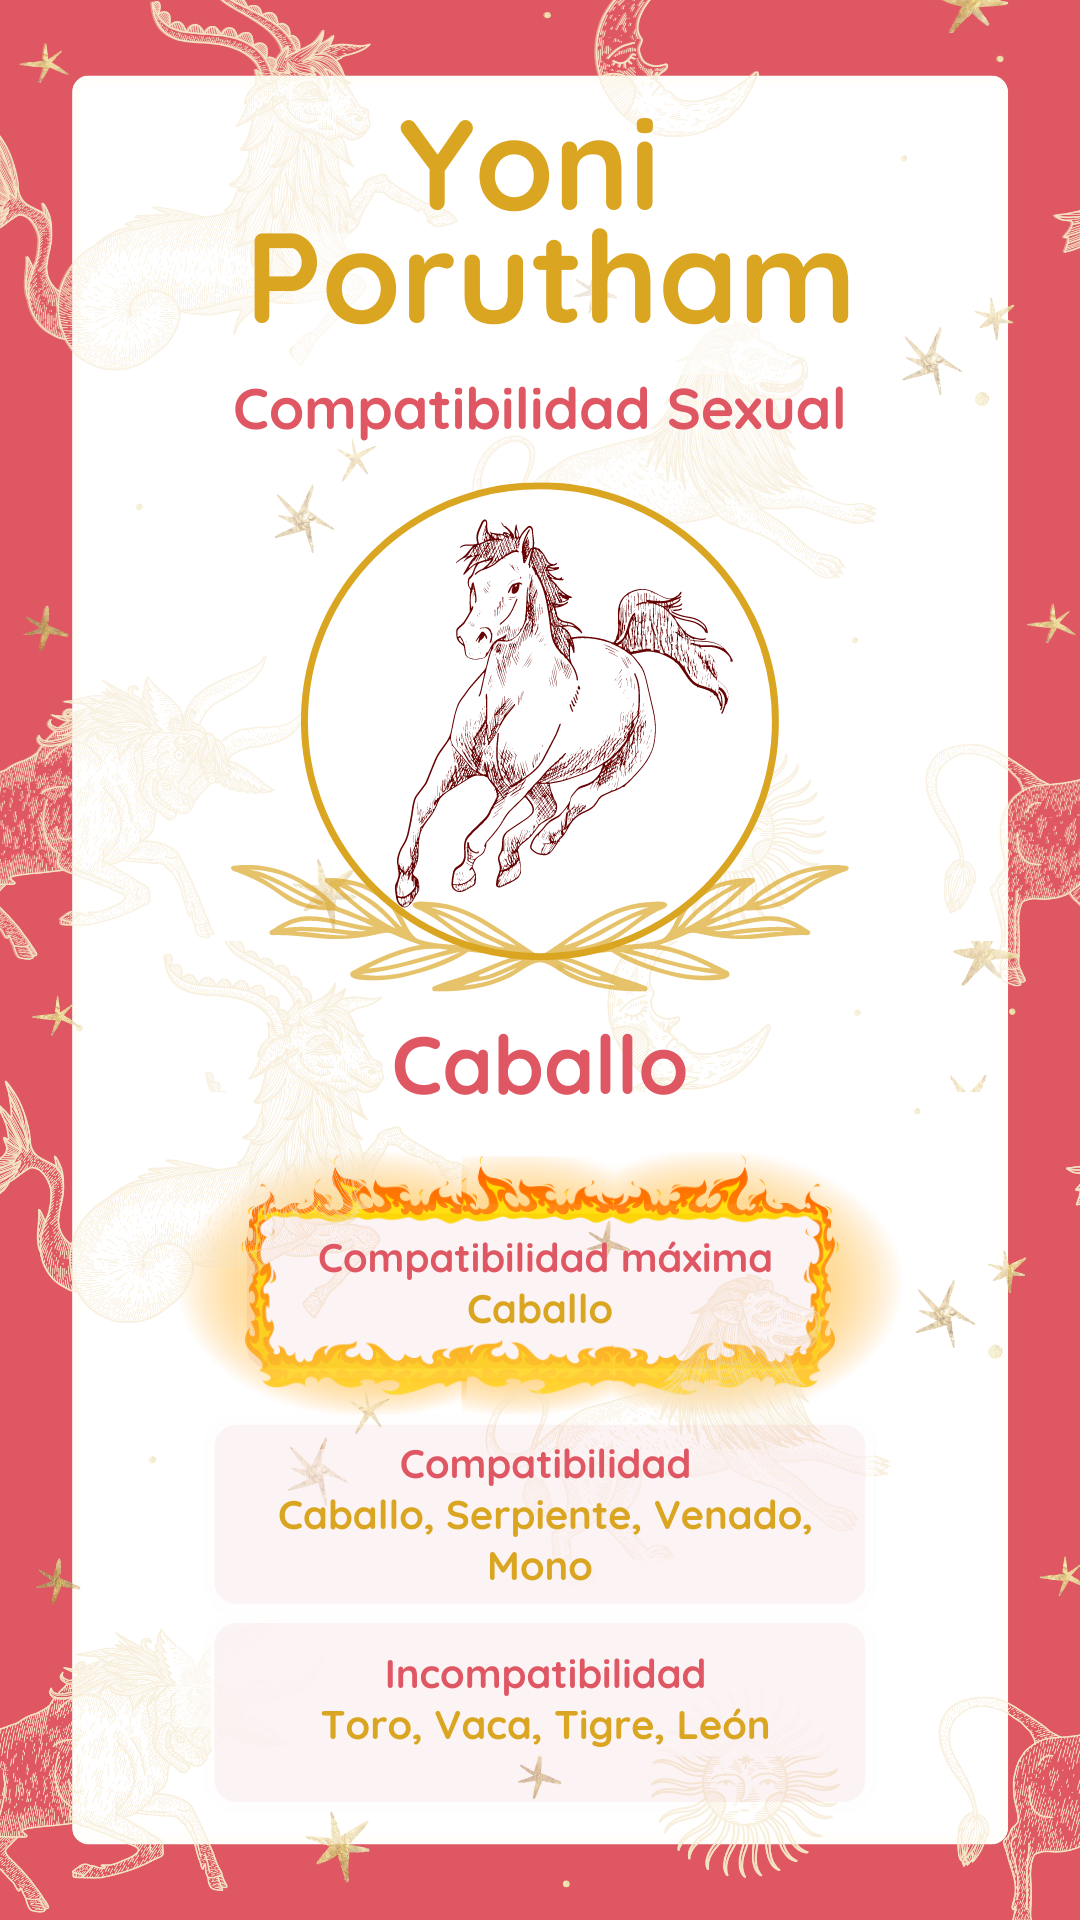 Yoni
Porutham
Compatibilidad Sexual
Caballo
Compatibilidad máxima
Caballo
Compatibilidad
Caballo, Serpiente, Venado,
Mono
Incompatibilidad
Toro, Vaca, Tigre, León